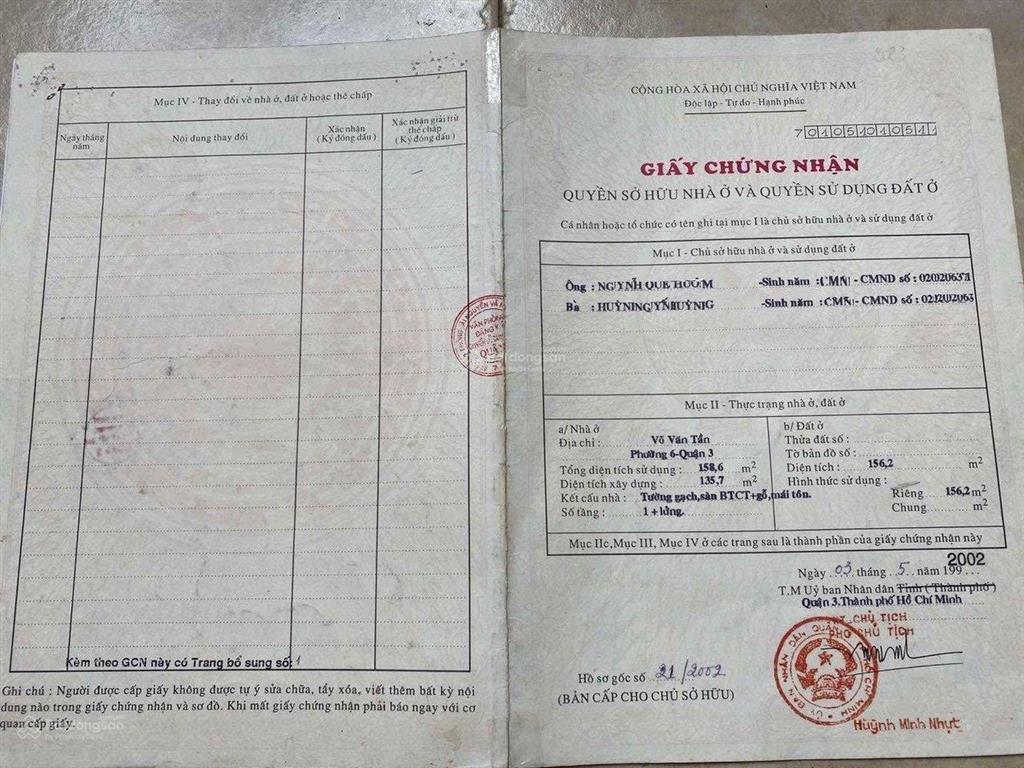 Mục IV - Thay đổi về nhà ở, đất ở hoặc thế chấp
Ngày tháng năm
Nội dung thay đổi
Xác nhận
(Ký đóng dấu)
Xác nhận giải trừ thế chấp
(Ký đóng dấu)
Kèm theo GCN này có Trang bổ sung số: 1
Ghi chú : Người được cấp giấy không được tự ý sửa chữa, tẩy xóa, viết thêm bất kỳ nội
dung nào trong giấy chứng nhận và sơ đồ. Khi mất giấy chứng nhận phải báo ngay với cơ
quan cấp giấy.
CỘNG HÒA XÃ HỘI CHỦ NGHĨA VIỆT NAM
Độc lập - Tự do - Hạnh phúc
GIẤY CHỨNG NHẬN
QUYỀN SỞ HỮU NHÀ Ở VÀ QUYỀN SỬ DỤNG ĐẤT Ở
Cá nhân hoặc tổ chức có tên ghi tại mục I là chủ sở hữu nhà ở và sử dụng đất ở
Mục I - Chủ sở hữu nhà ở và sử dụng đất ở
Ông :
-Sinh năm : - CMND số :
Bà :
-Sinh năm : - CMND số :
Mục II - Thực trạng nhà ở, đất ở
a/ Nhà ở
Địa chỉ : Võ Văn Tần
Phường 6-Quận 3
Tổng diện tích sử dụng : 158,6 m2
Diện tích xây dựng : 135,7 m2
Kết cấu nhà : Tường gạch,sàn BTCT+gỗ,mái tôn.
Số tầng : 1+lửng.
b/ Đất ở
Thửa đất số :
Tờ bản đồ số :
Diện tích : 156,2 m2
Hình thức sử dụng :
Riêng 156,2 m2
Chung m2
Mục IIc,Mục III, Mục IV ở các trang sau là thành phần của giấy chứng nhận này
2002
Ngày 03 tháng 5 năm 199
T.M Uỷ ban Nhân dân Tỉnh ( Thành phố )
Quận 3.Thành phố Hồ Chí Minh
KT.CHỦ TỊCH
PHÓ CHỦ TỊCH
Huỳnh Minh Nhựt
Hồ sơ gốc số 21/2002
(BẢN CẤP CHO CHỦ SỞ HỮU)